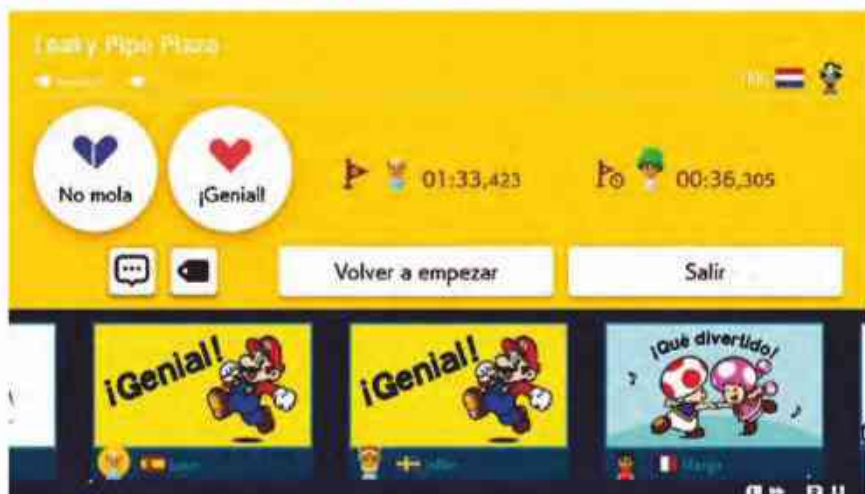 Leaky Pipe Plaza
No mola
¡Genial!
01:33,423
00:36,305
Volver a empezar
Salir
¡Genial!
¡Genial!
¡Qué divertido!